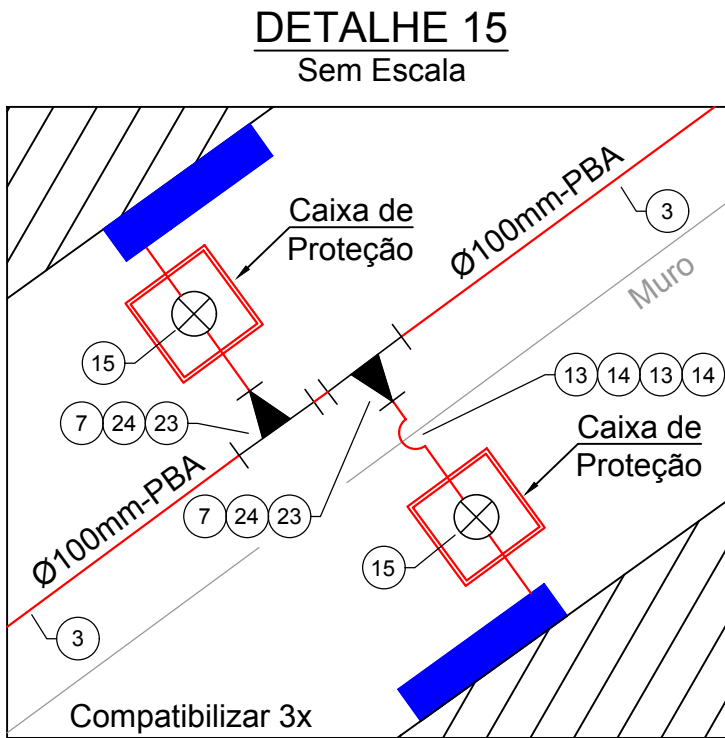 DETALHE 15
Sem Escala
Caixa de
Proteção
Ø100mm-PBA
3
Muro
15
13 14 13 14
7 24 23
Caixa de
Proteção
Ø100mm-PBA
7 24 23
15
3
Compatibilizar 3x